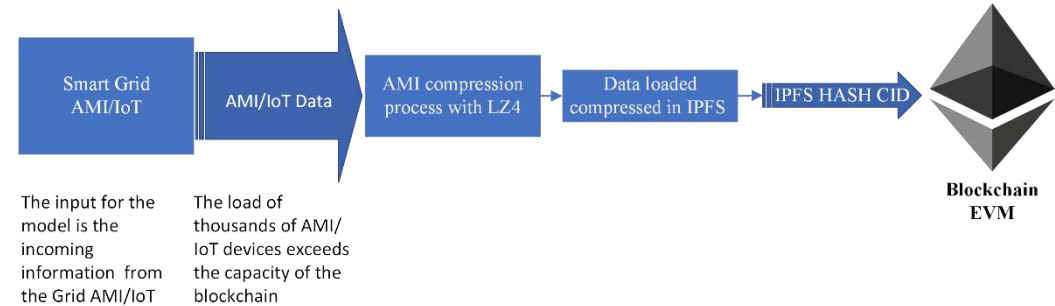 Smart Grid
AMI/IoT
AMI/IoT Data
AMI compression
process with LZ4
Data loaded
compressed in IPFS
IPFS HASH CID
Blockchain
EVM
The input for the
model is the
incoming
information from
the Grid AMI/IoT
The load of
thousands of AMI/
IoT devices exceeds
the capacity of the
blockchain